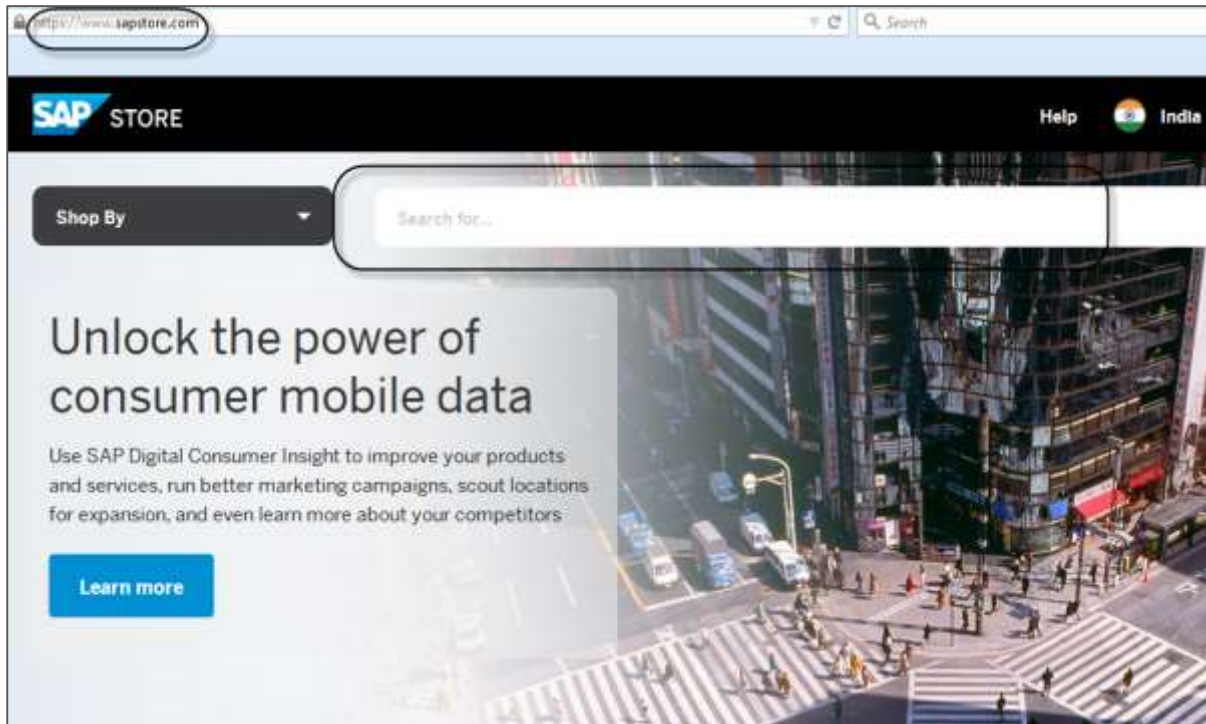 https://www.sapstore.com
Search
SAP STORE
Help
India
Shop By
Search for...
Unlock the power of
consumer mobile data
Use SAP Digital Consumer Insight to improve your products
and services, run better marketing campaigns, scout locations
for expansion, and even learn more about your competitors
Learn more